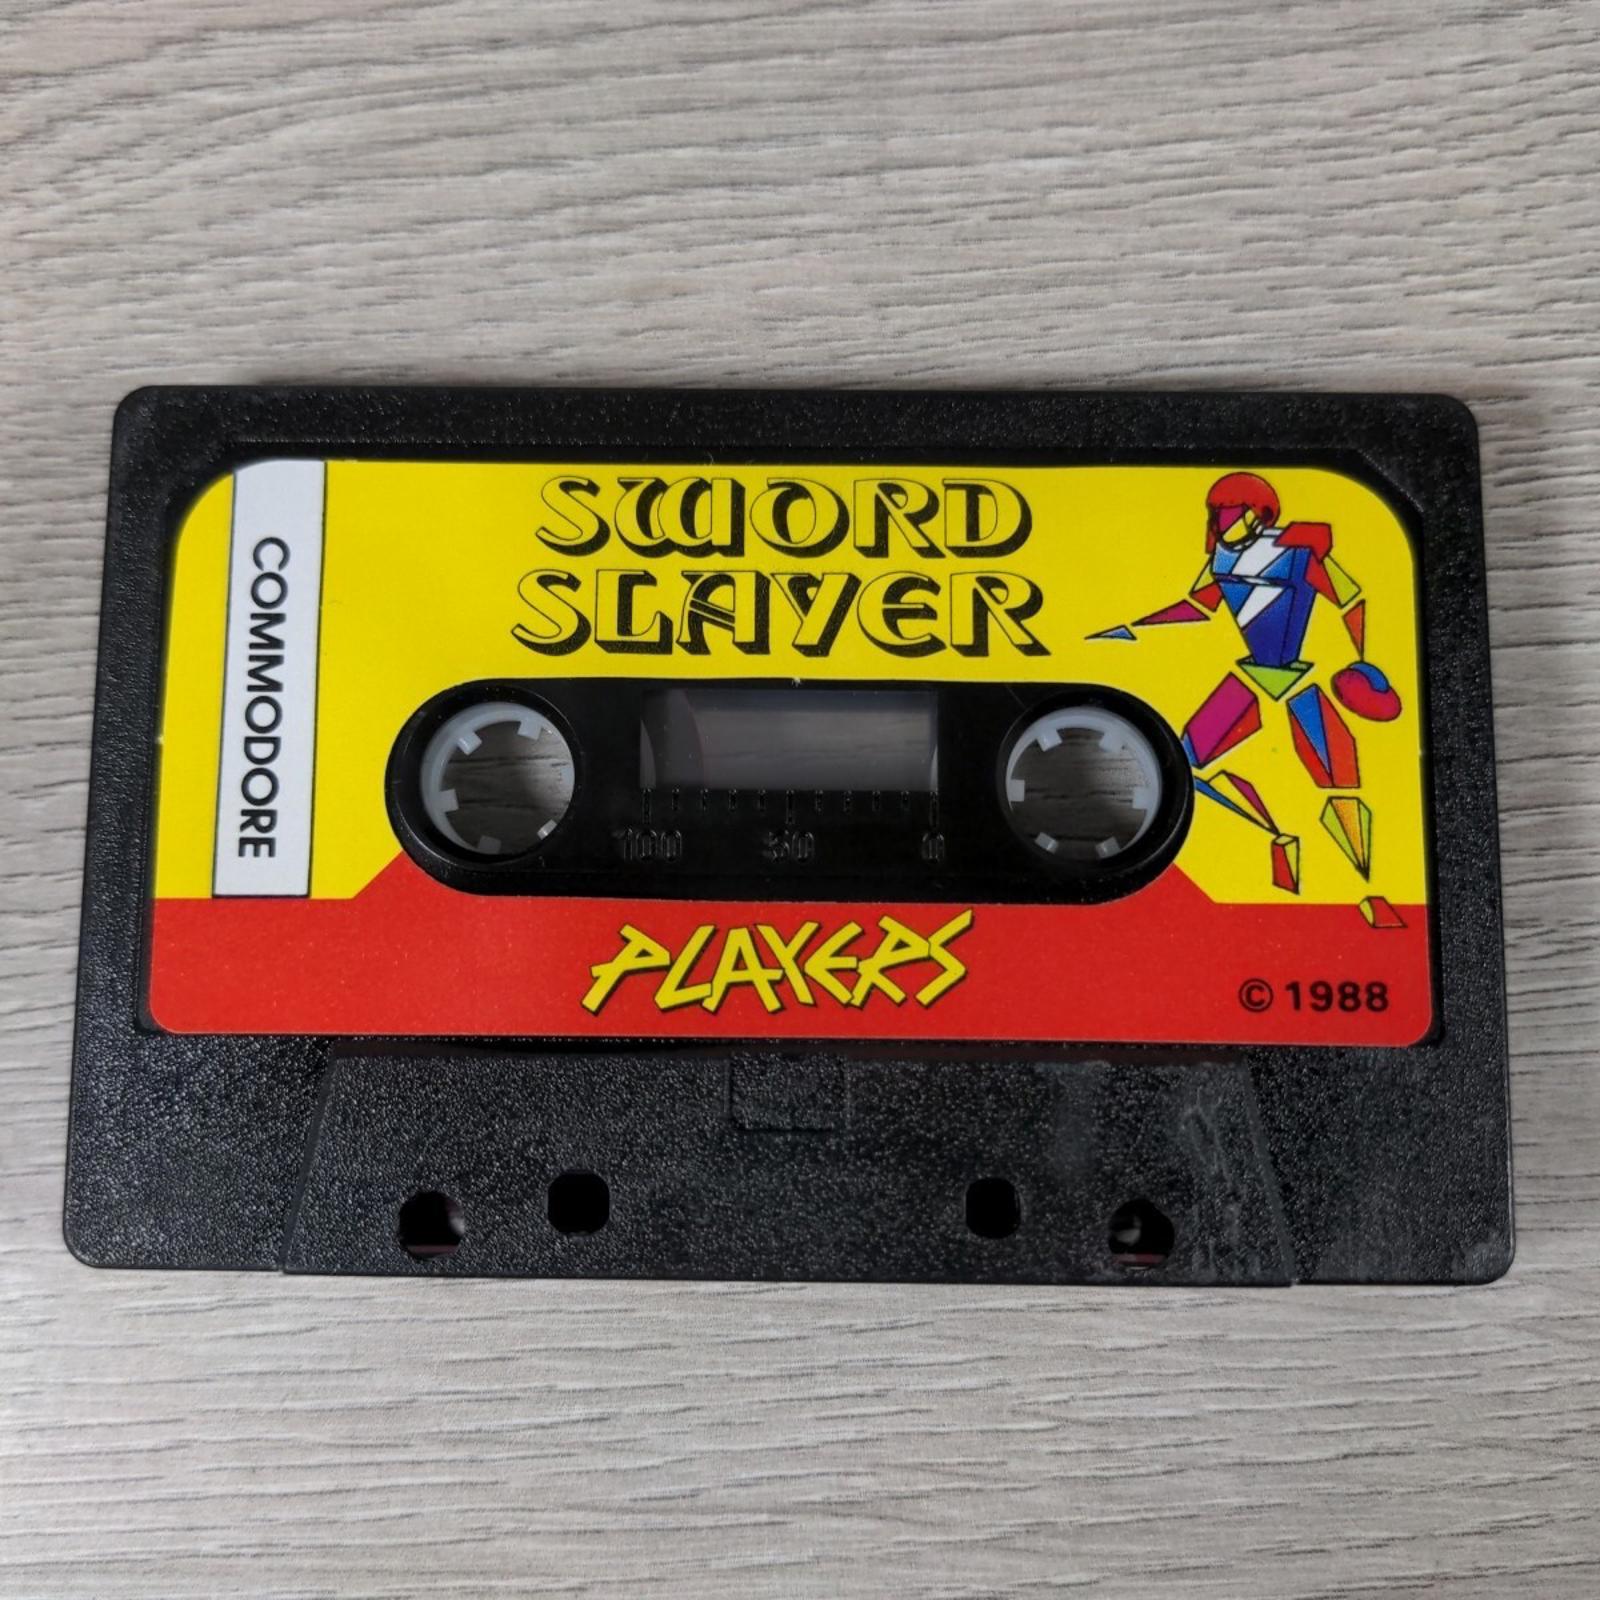 SWORD
SLAYER
COMMODORE
100 50 0
PLAYERS
© 1988